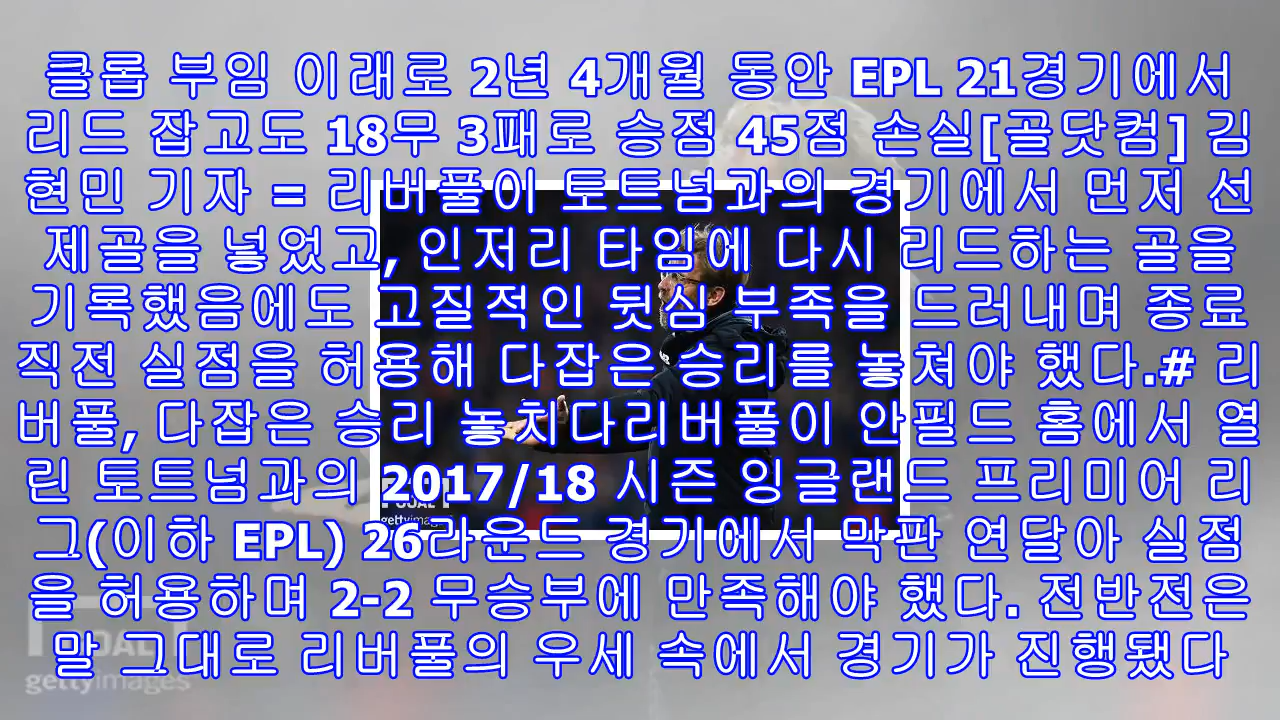 클롭 부임 이래로 2년 4개월 동안 EPL 21경기에서
리드 잡고도 18무 3패로 승점 45점 손실[골닷컴] 김
현민 기자 = 리버풀이 토트넘과의 경기에서 먼저 선
제골을 넣었고, 인저리 타임에 다시 리드하는 골을
기록했음에도 고질적인 뒷심 부족을 드러내며 종료
직전 실점을 허용해 다잡은 승리를 놓쳐야 했다.# 리
버풀, 다잡은 승리 놓치다리버풀이 안필드 홈에서 열
린 토트넘과의 2017/18 시즌 잉글랜드 프리미어 리
그(이하 EPL) 26라운드 경기에서 막판 연달아 실점
을 허용하며 2-2 무승부에 만족해야 했다. 전반전은
말 그대로 리버풀의 우세 속에서 경기가 진행됐다
GOAL
gettyimages
GOAL
gettyimages